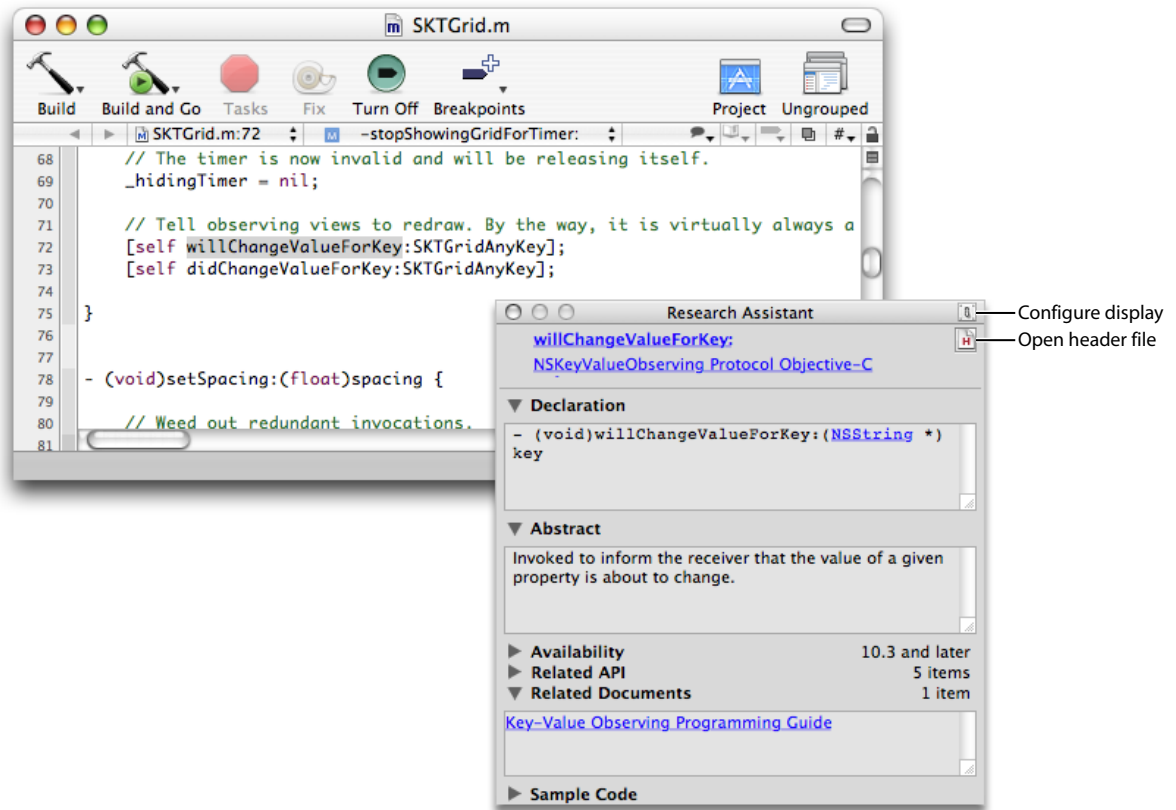 SKTGrid.m
Build Build and Go Tasks Fix Turn Off Breakpoints Project Ungrouped
SKTGrid.m:72 M -stopShowingGridForTimer: #
68 // The timer is now invalid and will be releasing itself.
69 _hidingTimer = nil;
70
71 // Tell observing views to redraw. By the way, it is virtually always a
72 [self willChangeValueForKey:SKTGridAnyKey];
73 [self didChangeValueForKey:SKTGridAnyKey];
74
75 }
76
77
78 - (void)setSpacing:(float)spacing {
79
80 // Weed out redundant invocations.
81
Research Assistant
Configure display
willChangeValueForKey:
H
Open header file
NSKeyValueObserving Protocol Objective-C
Declaration
- (void)willChangeValueForKey:(NSString *)
key
Abstract
Invoked to inform the receiver that the value of a given
property is about to change.
Availability 10.3 and later
Related API 5 items
Related Documents 1 item
Key-Value Observing Programming Guide
Sample Code